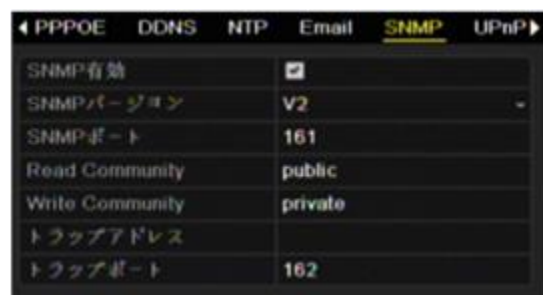 PPPOE DDNS NTP Email SNMP UPnP
SNMP有効
SNMPバージョン V2
SNMPポート 161
Read Community public
Write Community private
トラップアドレス
トラップポート 162